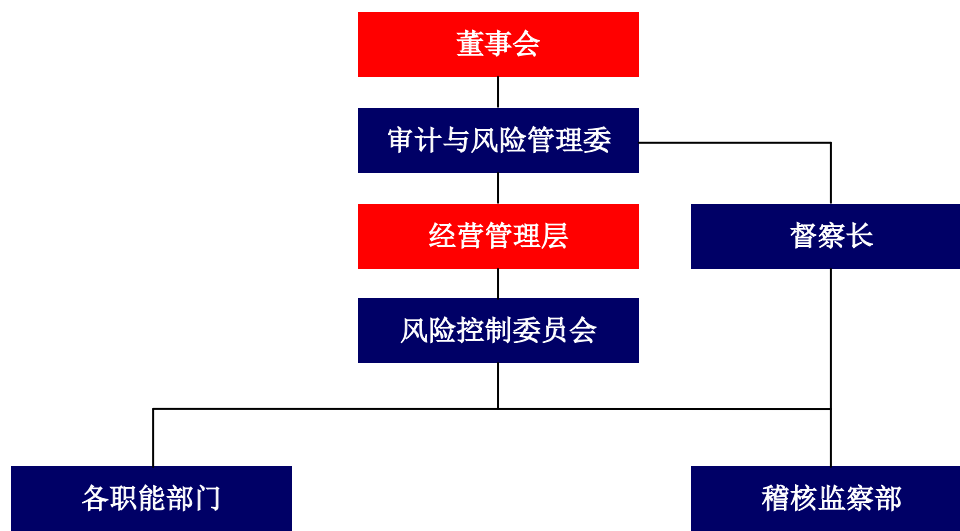 董事会
审计与风险管理委
经营管理层
督察长
风险控制委员会
各职能部门
稽核监察部